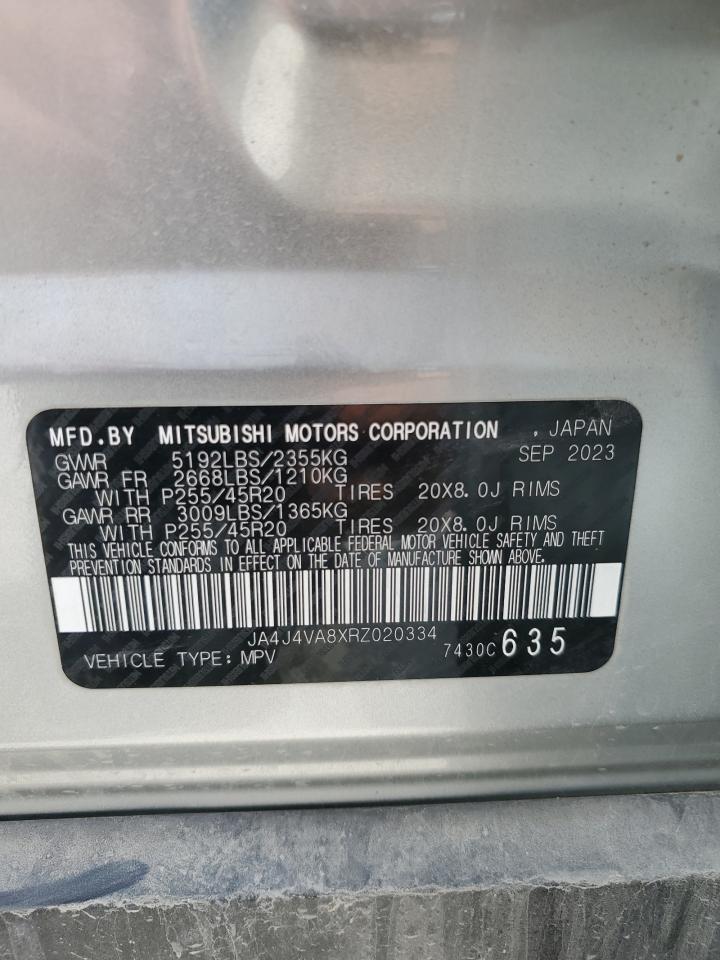 MFD.BY MITSUBISHI MOTORS CORPORATION , JAPAN
GVWR 5192LBS/2355KG SEP 2023
GAWR FR 2668LBS/1210KG
WITH P255/45R20 TIRES 20X8.0J RIMS
GAWR RR 3009LBS/1365KG
WITH P255/45R20 TIRES 20X8.0J RIMS
THIS VEHICLE CONFORMS TO ALL APPLICABLE FEDERAL MOTOR VEHICLE SAFETY AND THEFT
PREVENTION STANDARDS IN EFFECT ON THE DATE OF MANUFACTURE SHOWN ABOVE.
JA4J4VA8XRZ020334
VEHICLE TYPE: MPV 7430C 635